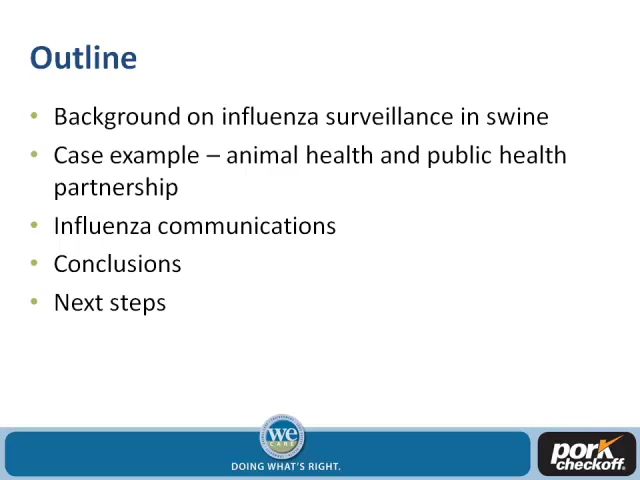 Outline
• Background on influenza surveillance in swine
• Case example – animal health and public health
partnership
• Influenza communications
• Conclusions
• Next steps
we
CARE
DOING WHAT'S RIGHT.
pork
checkoff.